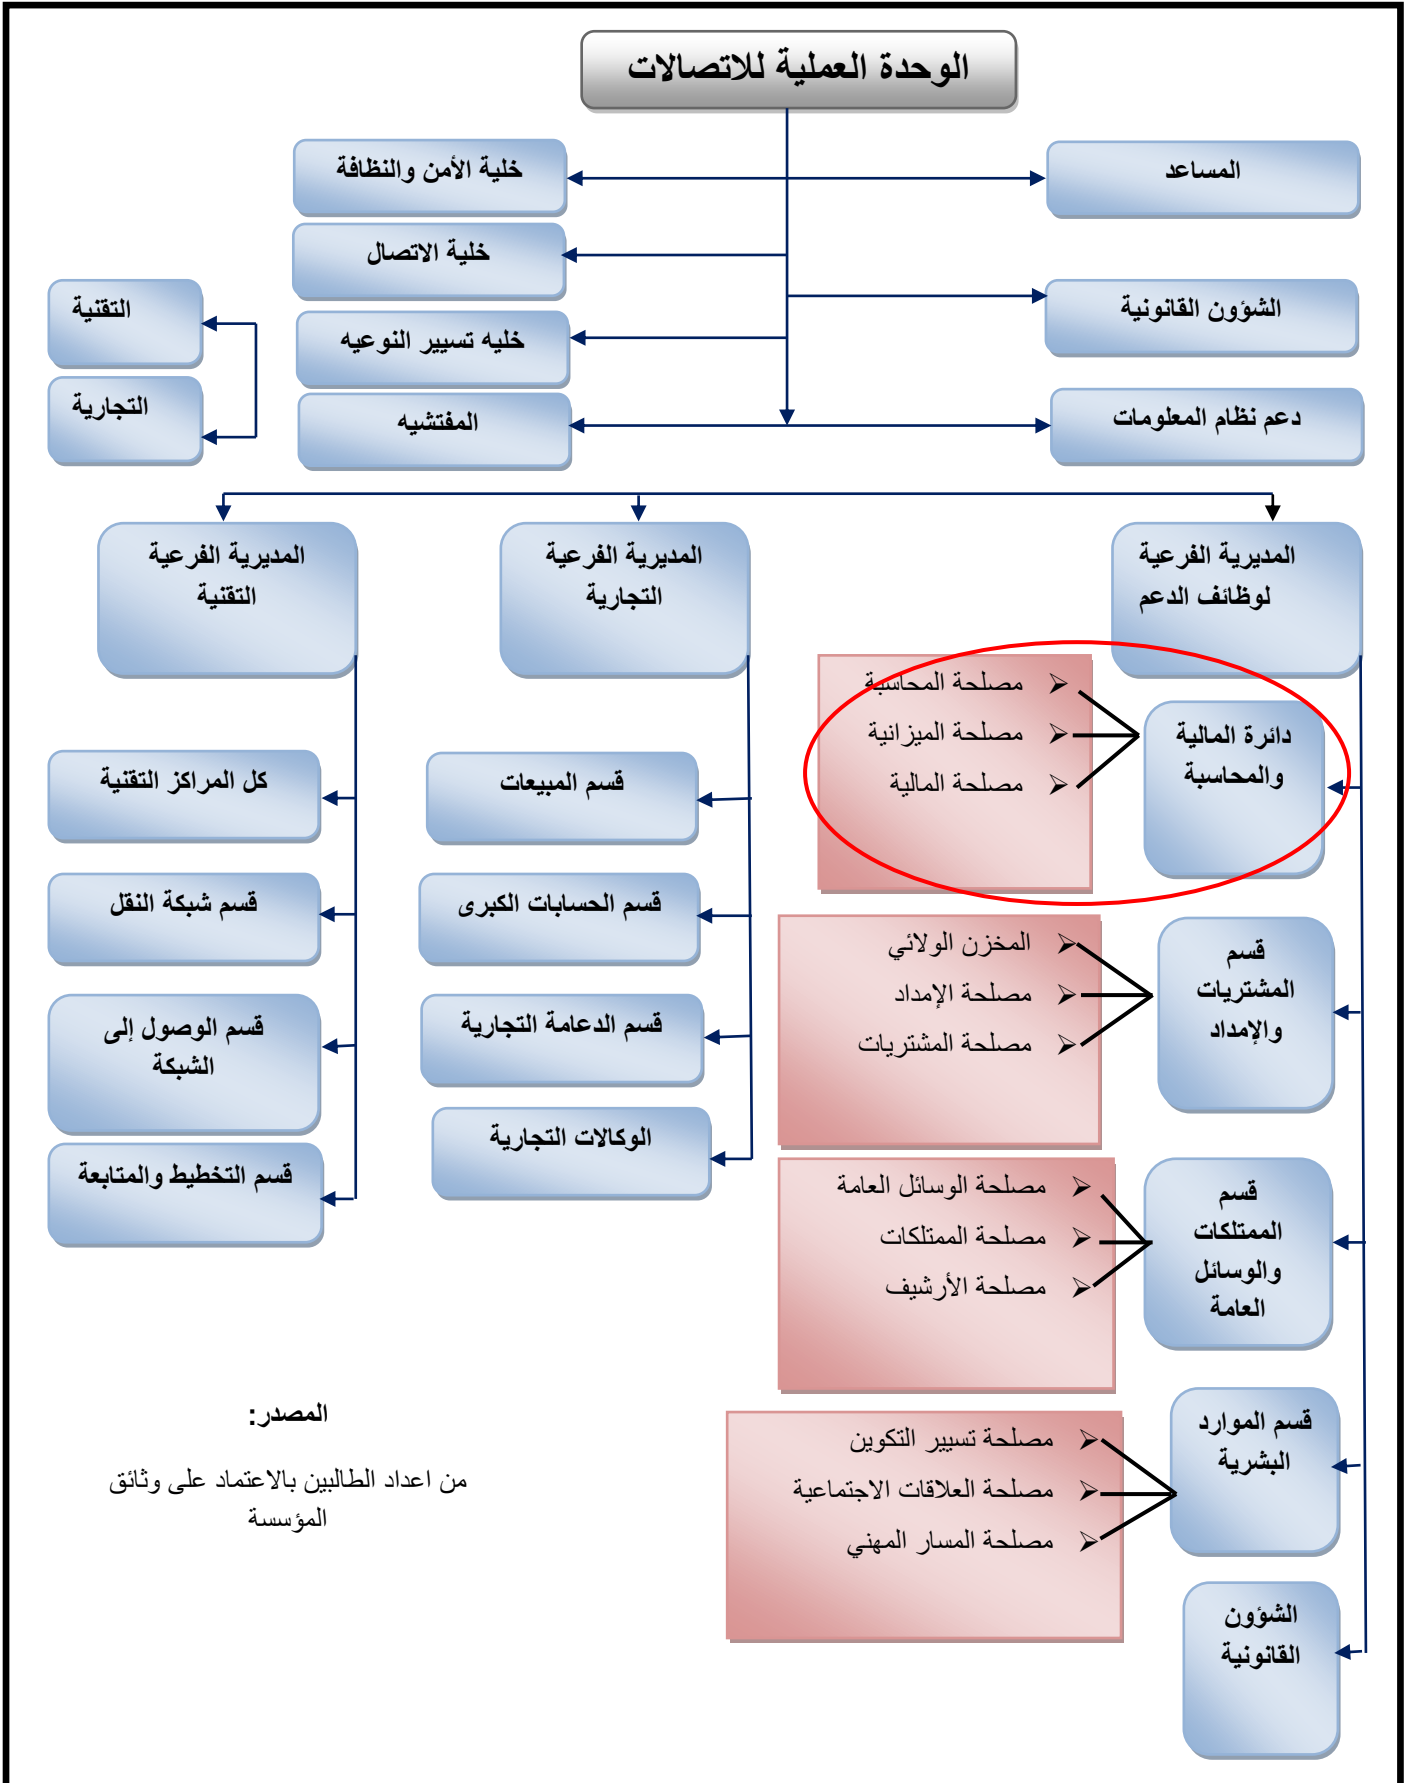 الوحدة العملية للاتصالات
المساعد
خلية الأمن والنظافة
خلية الاتصال
الشؤون القانونية
خليه تسيير النوعيه
التقنية
دعم نظام المعلومات
المفتشيه
التجارية
المديرية الفرعية
لوظائف الدعم
المديرية الفرعية
التجارية
المديرية الفرعية
التقنية
دائرة المالية
والمحاسبة
مصلحة المحاسبة
مصلحة الميزانية
مصلحة المالية
قسم
المشتريات
والإمداد
المخزن الولائي
مصلحة الإمداد
مصلحة المشتريات
قسم
الممتلكات
والوسائل
العامة
مصلحة الوسائل العامة
مصلحة الممتلكات
مصلحة الأرشيف
قسم الموارد
البشرية
مصلحة تسيير التكوين
مصلحة العلاقات الاجتماعية
مصلحة المسار المهني
الشؤون
القانونية
قسم المبيعات
قسم الحسابات الكبرى
قسم الدعامة التجارية
الوكالات التجارية
كل المراكز التقنية
قسم شبكة النقل
قسم الوصول إلى
الشبكة
قسم التخطيط والمتابعة
المصدر:
من اعداد الطالبين بالاعتماد على وثائق
المؤسسة